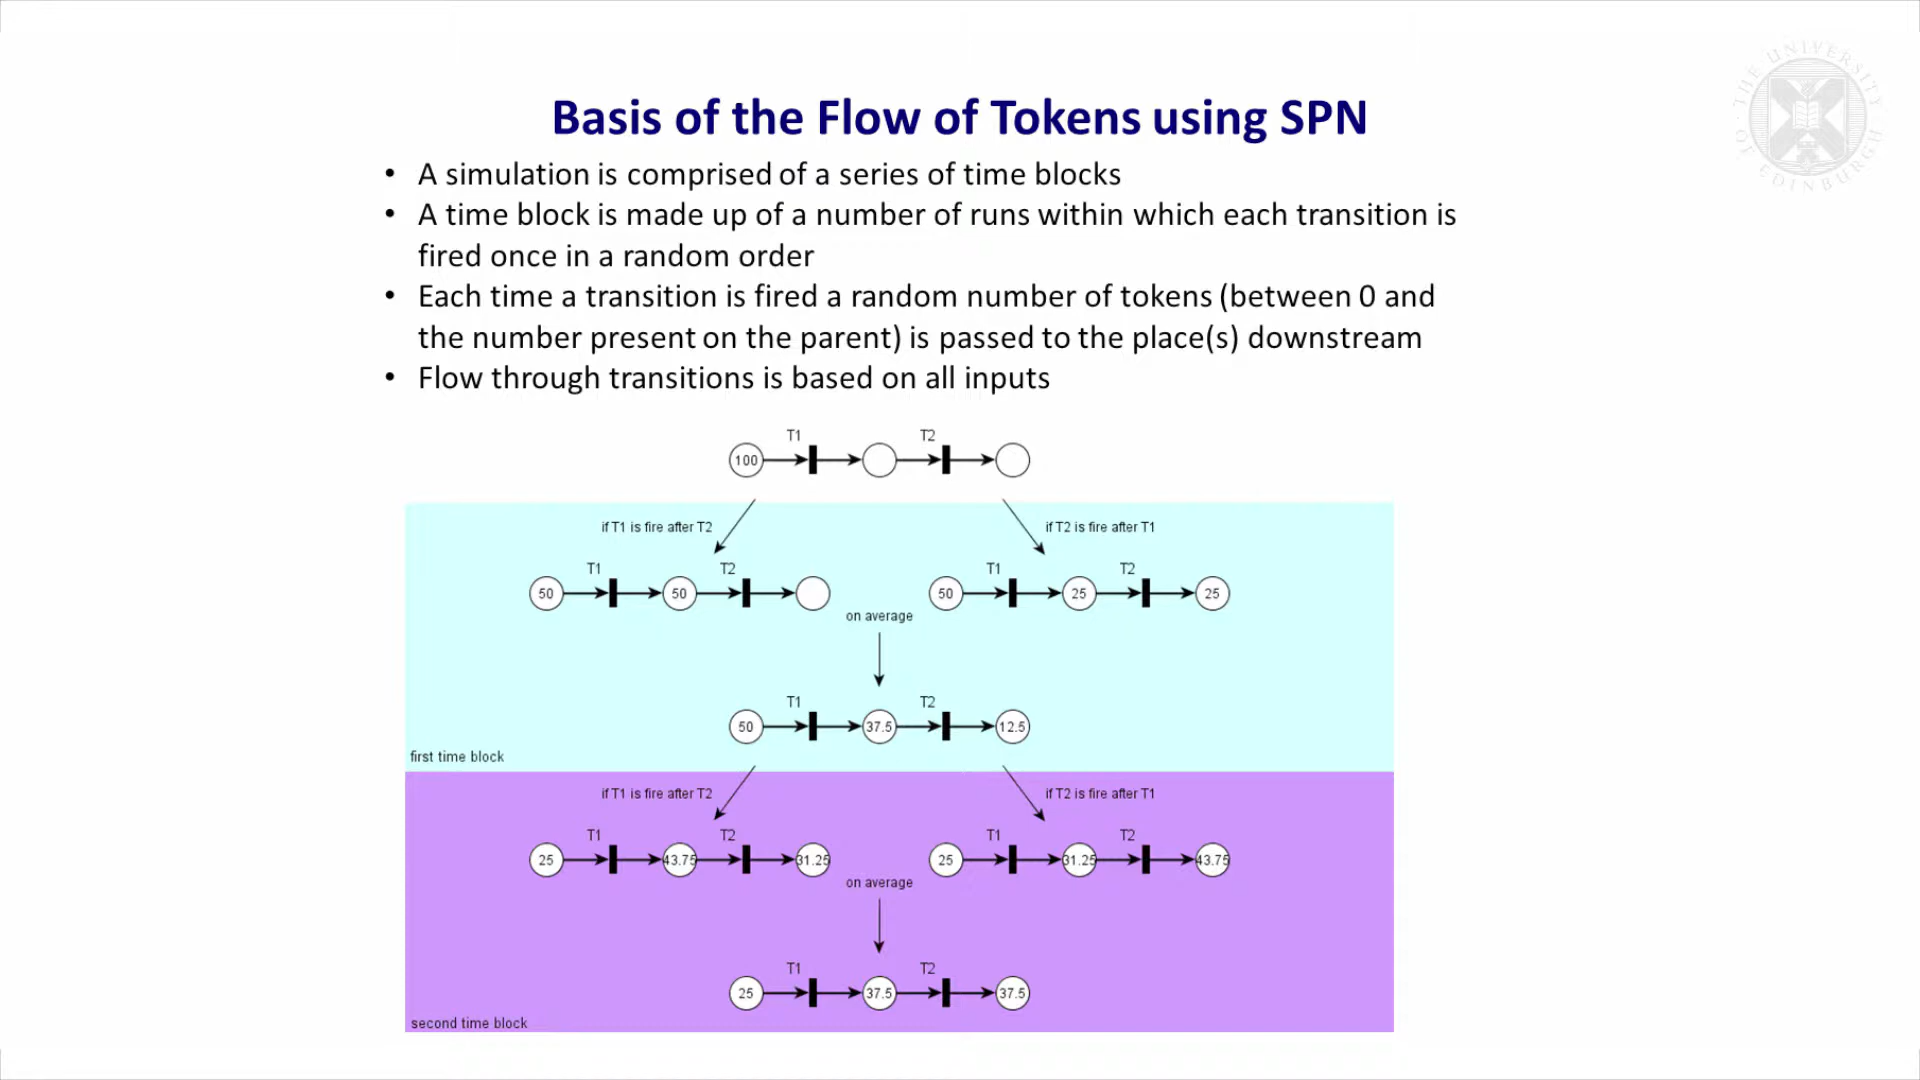 THE UNIVERSITY
OF EDINBURGH
Basis of the Flow of Tokens using SPN
• A simulation is comprised of a series of time blocks
• A time block is made up of a number of runs within which each transition is
fired once in a random order
• Each time a transition is fired a random number of tokens (between 0 and
the number present on the parent) is passed to the place(s) downstream
• Flow through transitions is based on all inputs
T1 T2
100
if T1 is fire after T2 if T2 is fire after T1
T1 T2 T1 T2
50 50 50 25 25
on average
T1 T2
50 37.5 12.5
first time block
if T1 is fire after T2 if T2 is fire after T1
T1 T2 T1 T2
25 43.75 31.25 25 31.25 43.75
on average
T1 T2
25 37.5 37.5
second time block